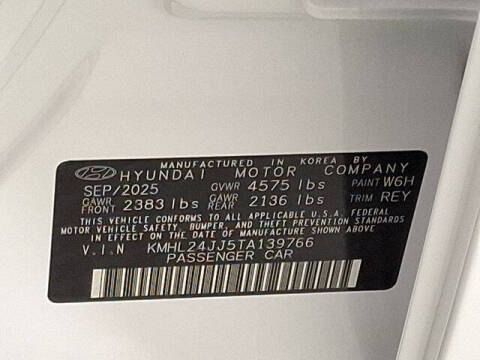 MANUFACTURED IN KOREA BY
HYUNDAI MOTOR COMPANY
SEP/2025 GVWR 4575 lbs PAINT W6H
GAWR FRONT 2383 lbs GAWR REAR 2136 lbs TRIM REY
THIS VEHICLE CONFORMS TO ALL APPLICABLE U.S.A. FEDERAL
MOTOR VEHICLE SAFETY, BUMPER, AND THEFT PREVENTION
STANDARDS IN EFFECT ON THE DATE OF MANUFACTURE SHOWN ABOVE
V.I.N KMHL24JJ5TA139766
PASSENGER CAR